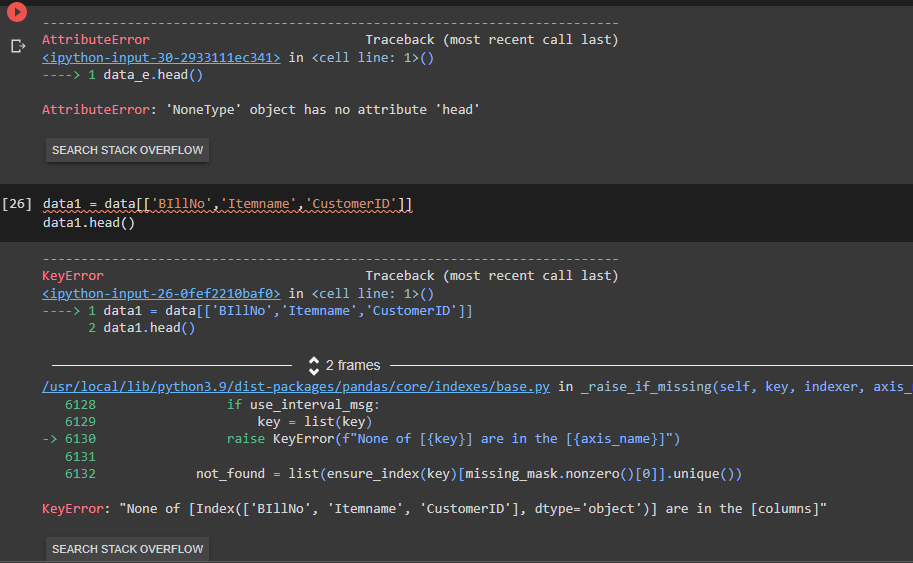 ---------------------------------------------------------------------------
AttributeError                            Traceback (most recent call last)
<ipython-input-30-2933111ec341> in <cell line: 1>()
----> 1 data_e.head()
AttributeError: 'NoneType' object has no attribute 'head'
SEARCH STACK OVERFLOW
[26] data1 = data[['BIllNo','Itemname','CustomerID']]
data1.head()
---------------------------------------------------------------------------
KeyError                                  Traceback (most recent call last)
<ipython-input-26-0fef2210baf0> in <cell line: 1>()
----> 1 data1 = data[['BIllNo','Itemname','CustomerID']]
      2 data1.head()
2 frames
/usr/local/lib/python3.9/dist-packages/pandas/core/indexes/base.py in _raise_if_missing(self, key, indexer, axis_
   6128                 if use_interval_msg:
   6129                     key = list(key)
-> 6130                 raise KeyError(f"None of [{key}] are in the [{axis_name}]")
   6131
   6132             not_found = list(ensure_index(key)[missing_mask.nonzero()[0]].unique())
KeyError: "None of [Index(['BIllNo', 'Itemname', 'CustomerID'], dtype='object')] are in the [columns]"
SEARCH STACK OVERFLOW